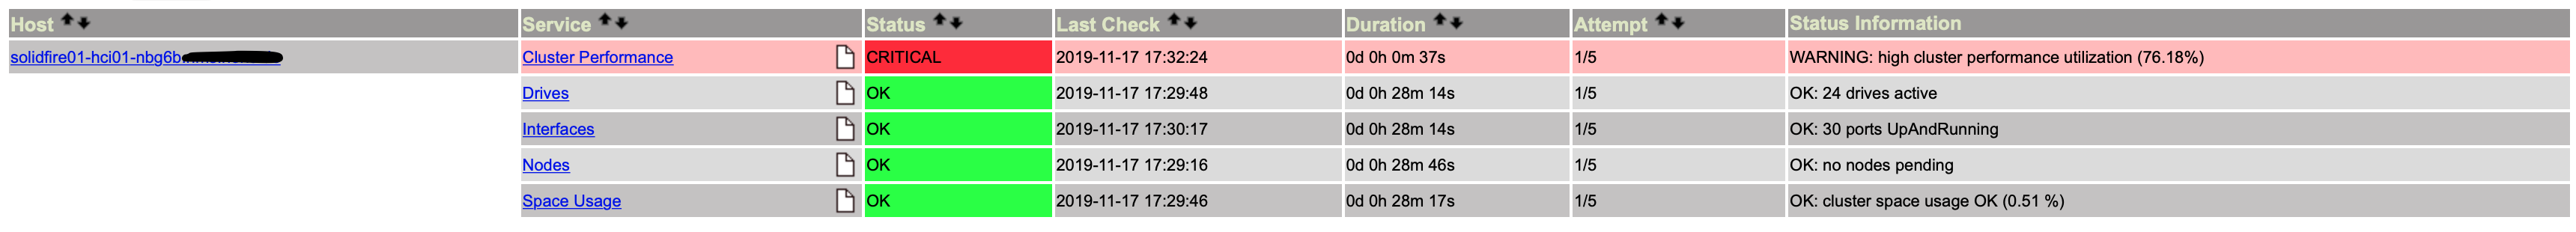 Host Service Status Last Check Duration Attempt Status Information
solidfire01-hci01-nbg6b Cluster Performance CRITICAL 2019-11-17 17:32:24 0d 0h 0m 37s 1/5 WARNING: high cluster performance utilization (76.18%)
Drives OK 2019-11-17 17:29:48 0d 0h 28m 14s 1/5 OK: 24 drives active
Interfaces OK 2019-11-17 17:30:17 0d 0h 28m 14s 1/5 OK: 30 ports UpAndRunning
Nodes OK 2019-11-17 17:29:16 0d 0h 28m 46s 1/5 OK: no nodes pending
Space Usage OK 2019-11-17 17:29:46 0d 0h 28m 17s 1/5 OK: cluster space usage OK (0.51 %)